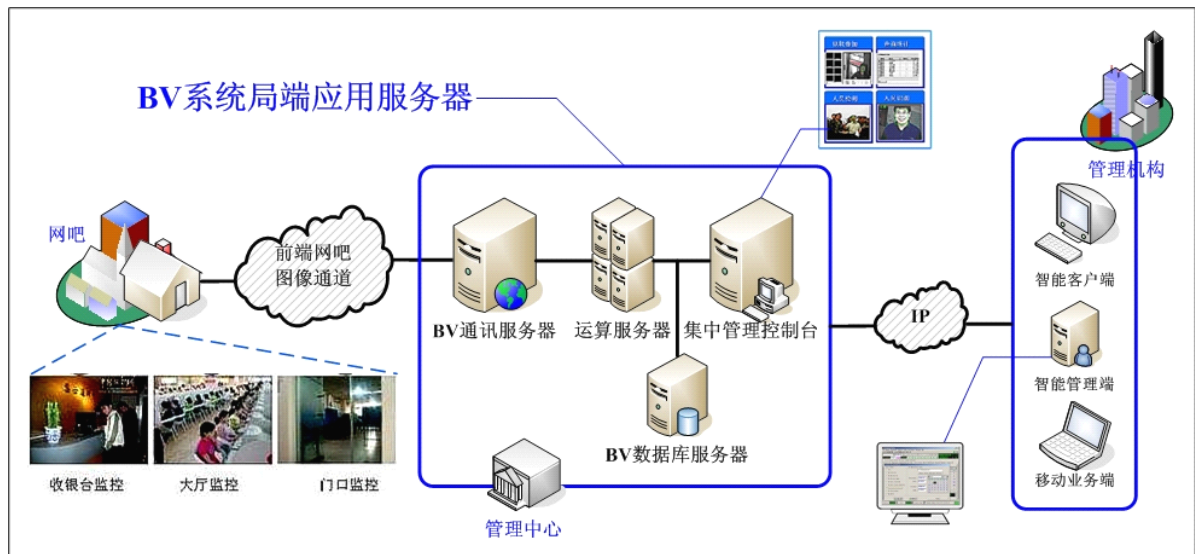 BV系统局端应用服务器
管理机构
网吧
前端网吧
图像通道
BV通讯服务器
运算服务器
集中管理控制台
BV数据库服务器
管理中心
IP
智能客户端
智能管理端
移动业务端
收银台监控
大厅监控
门口监控